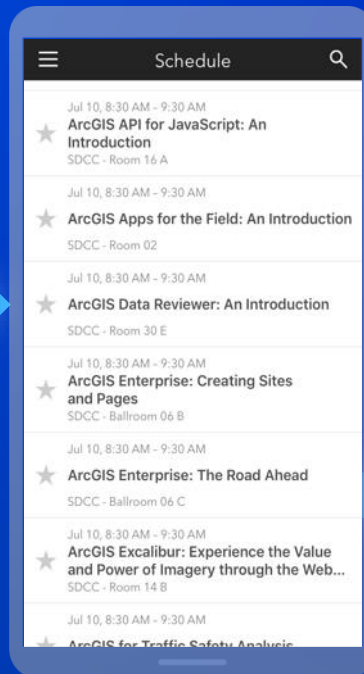 Schedule
Jul 10, 8:30 AM - 9:30 AM
ArcGIS API for JavaScript: An
Introduction
SDCC - Room 16 A
Jul 10, 8:30 AM - 9:30 AM
ArcGIS Apps for the Field: An Introduction
SDCC - Room 02
Jul 10, 8:30 AM - 9:30 AM
ArcGIS Data Reviewer: An Introduction
SDCC - Room 30 E
Jul 10, 8:30 AM - 9:30 AM
ArcGIS Enterprise: Creating Sites
and Pages
SDCC - Ballroom 06 B
Jul 10, 8:30 AM - 9:30 AM
ArcGIS Enterprise: The Road Ahead
SDCC - Ballroom 06 C
Jul 10, 8:30 AM - 9:30 AM
ArcGIS Excalibur: Experience the Value
and Power of Imagery through the Web...
SDCC - Room 14 B
Jul 10, 8:30 AM - 9:30 AM
ArcGIS for Traffic Safety Analysis